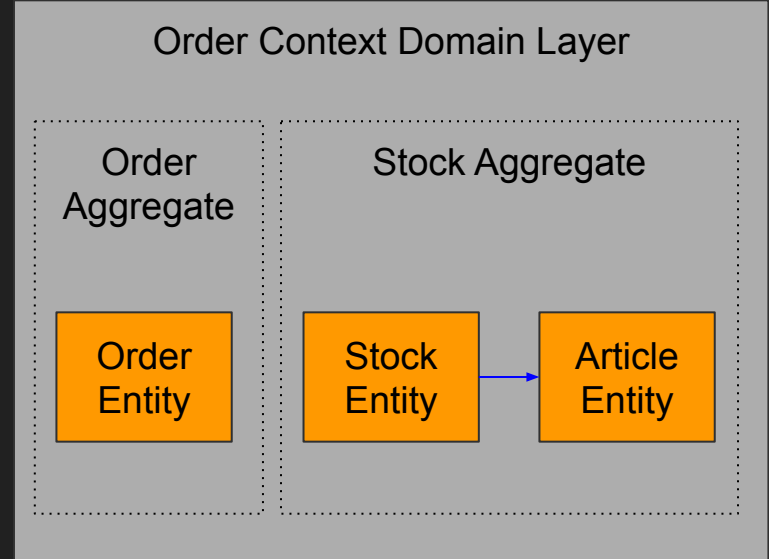 Order Context Domain Layer
Order
Aggregate
Stock Aggregate
Order
Entity
Stock
Entity
Article
Entity